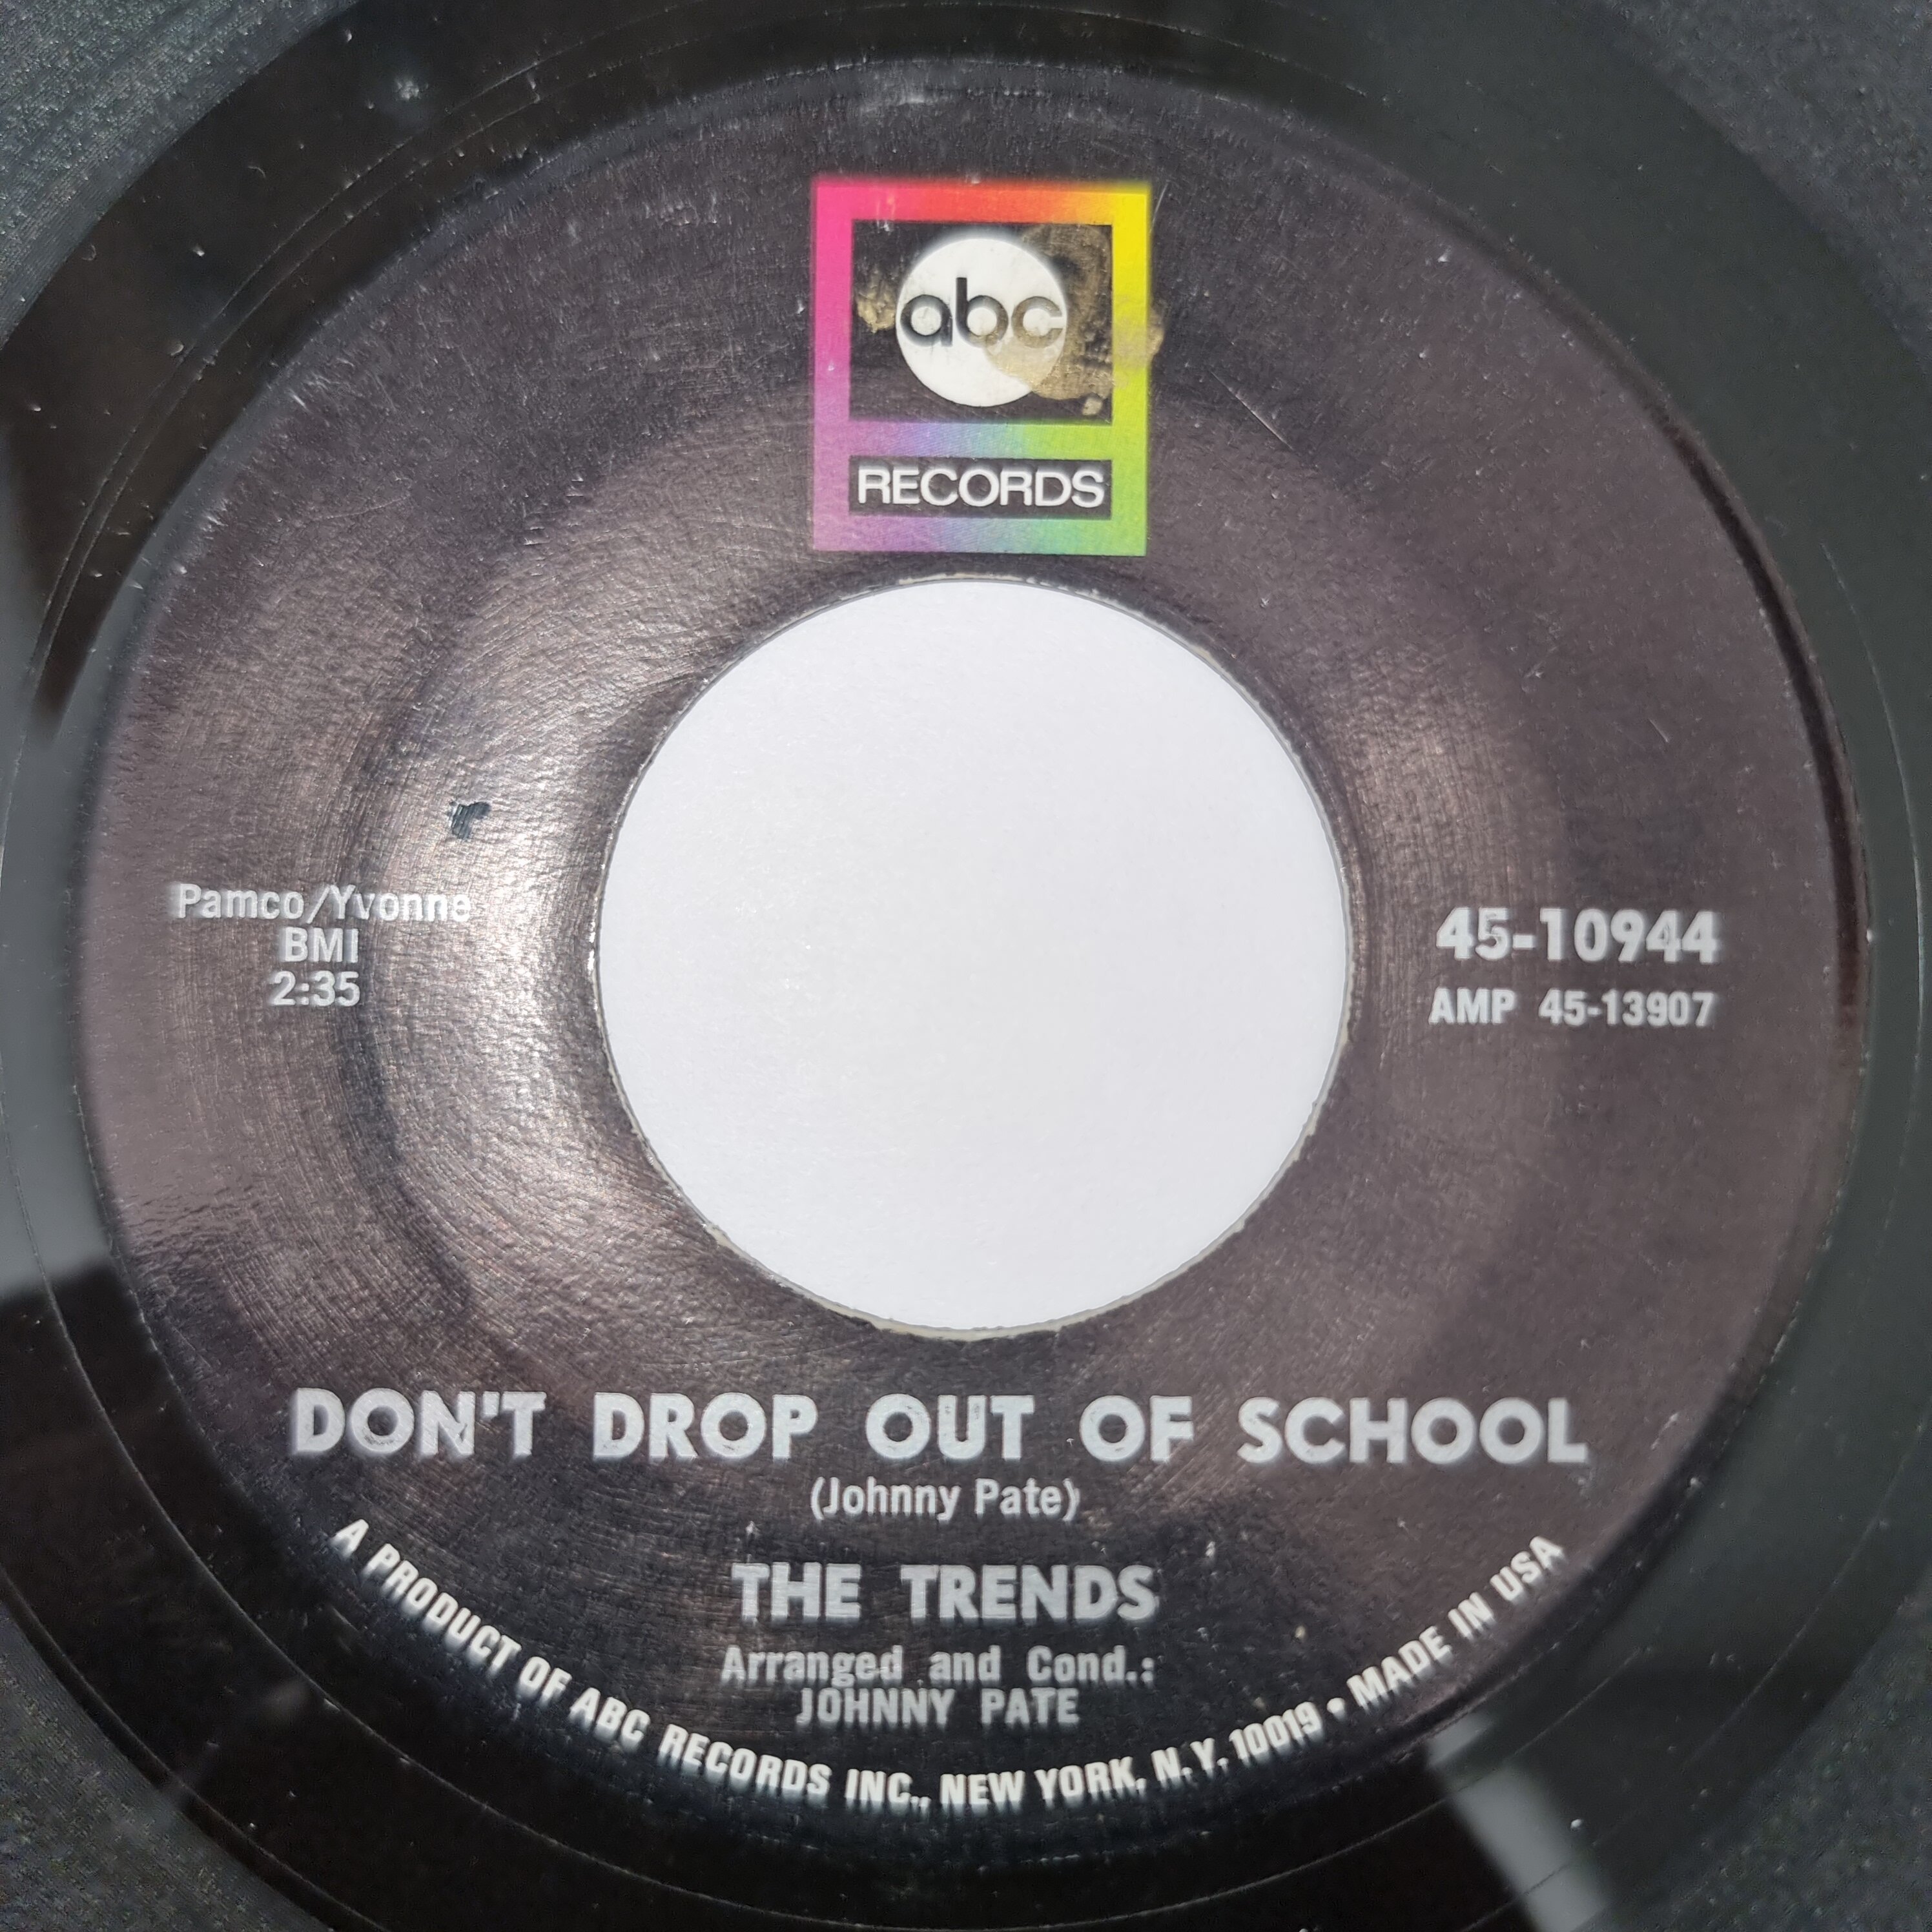 abc
RECORDS
Pamco/Yvonne
BMI
2:35
45-10944
AMP 45-13907
DON'T DROP OUT OF SCHOOL
(Johnny Pate)
THE TRENDS
Arranged and Cond.:
JOHNNY PATE
A PRODUCT OF ABC RECORDS INC., NEW YORK, N.Y. 10019 • MADE IN USA